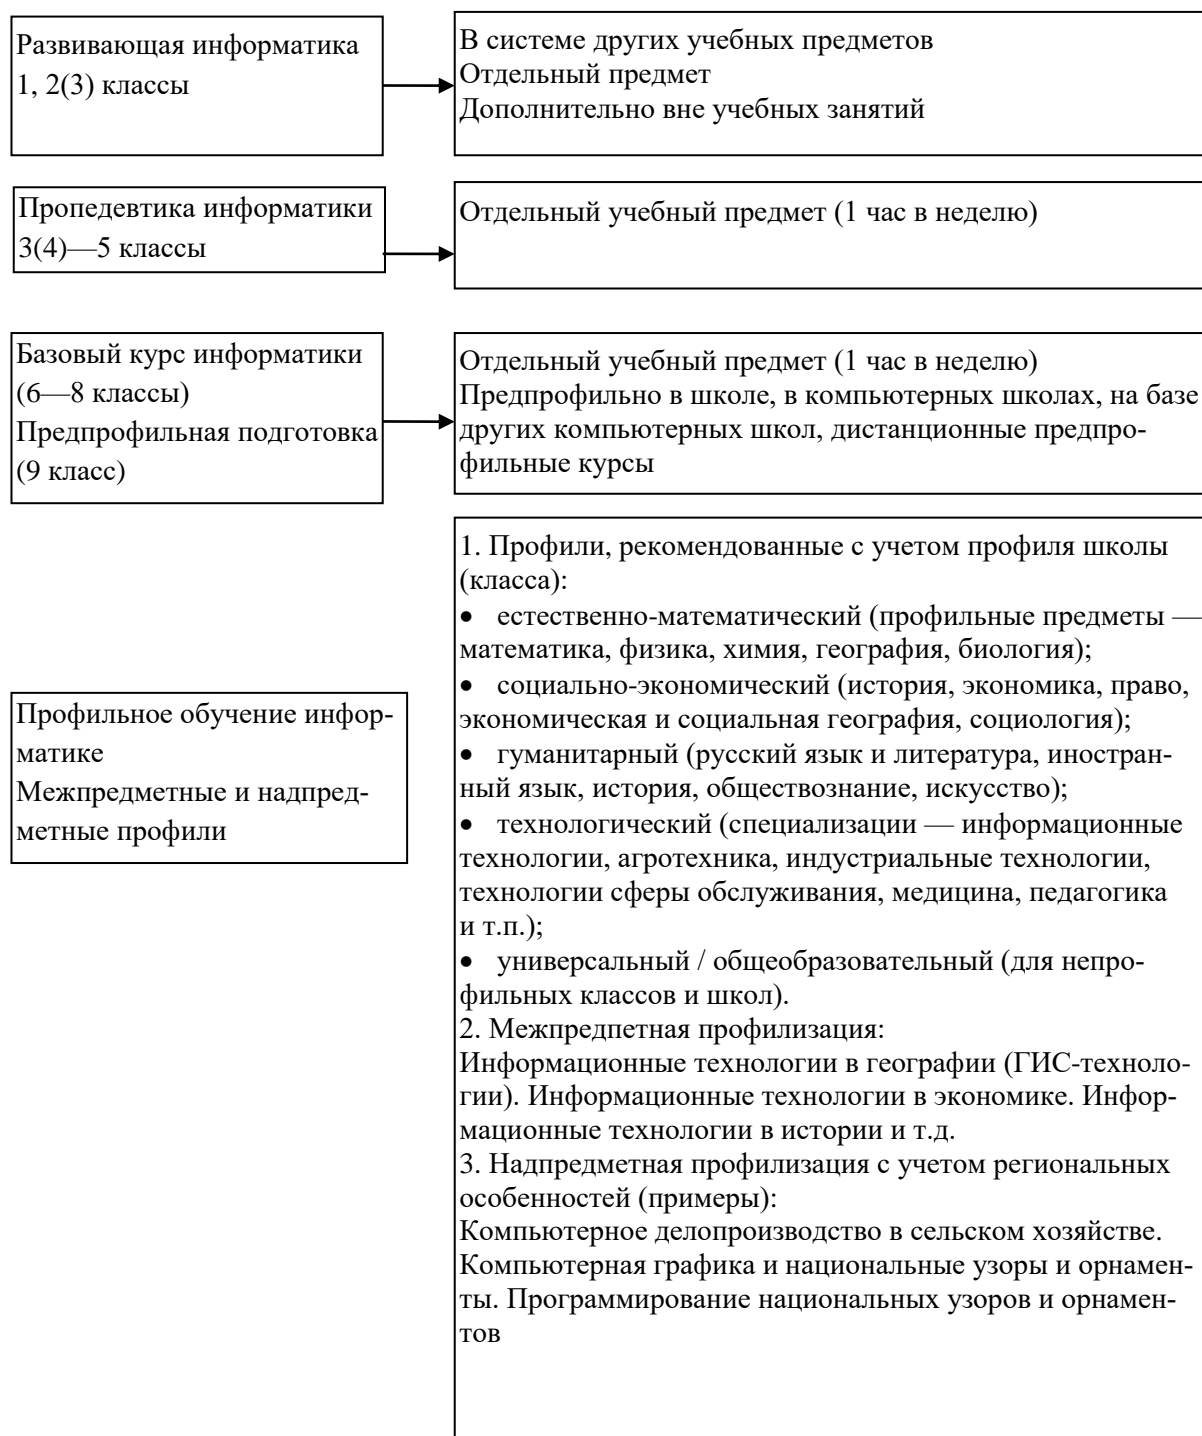 Развивающая информатика
1, 2(3) классы
В системе других учебных предметов
Отдельный предмет
Дополнительно вне учебных занятий
Пропедевтика информатики
3(4)—5 классы
Отдельный учебный предмет (1 час в неделю)
Базовый курс информатики
(6—8 классы)
Предпрофильная подготовка
(9 класс)
Отдельный учебный предмет (1 час в неделю)
Предпрофильно в школе, в компьютерных школах, на базе
других компьютерных школ, дистанционные предпро-
фильные курсы
Профильное обучение инфор-
матике
Межпредметные и надпред-
метные профили
1. Профили, рекомендованные с учетом профиля школы
(класса):
• естественно-математический (профильные предметы —
математика, физика, химия, география, биология);
• социально-экономический (история, экономика, право,
экономическая и социальная география, социология);
• гуманитарный (русский язык и литература, иностран-
ный язык, история, обществознание, искусство);
• технологический (специализации — информационные
технологии, агротехника, индустриальные технологии,
технологии сферы обслуживания, медицина, педагогика
и т.п.);
• универсальный / общеобразовательный (для непро-
фильных классов и школ).
2. Межпредпетная профилизация:
Информационные технологии в географии (ГИС-техноло-
гии). Информационные технологии в экономике. Инфор-
мационные технологии в истории и т.д.
3. Надпредметная профилизация с учетом региональных
особенностей (примеры):
Компьютерное делопроизводство в сельском хозяйстве.
Компьютерная графика и национальные узоры и орнамен-
ты. Программирование национальных узоров и орнамен-
тов